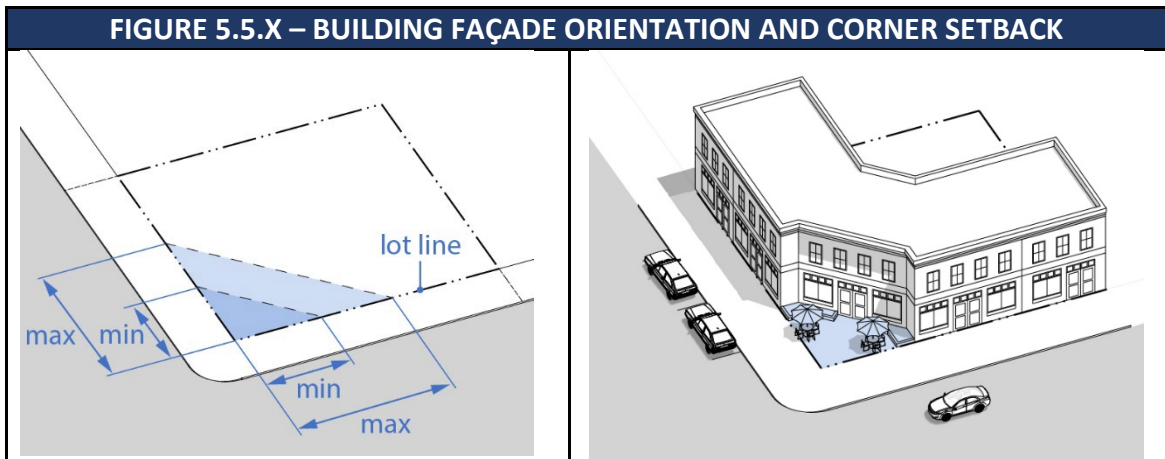 FIGURE 5.5.X – BUILDING FAÇADE ORIENTATION AND CORNER SETBACK
lot line
max
min
min
max